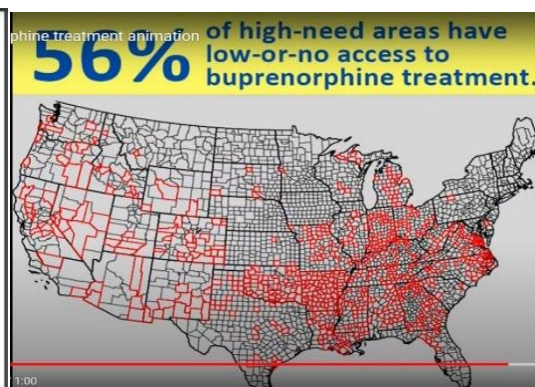 phine treatment animation
56%
of high-need areas have
low-or-no access to
buprenorphine treatment.
1:00